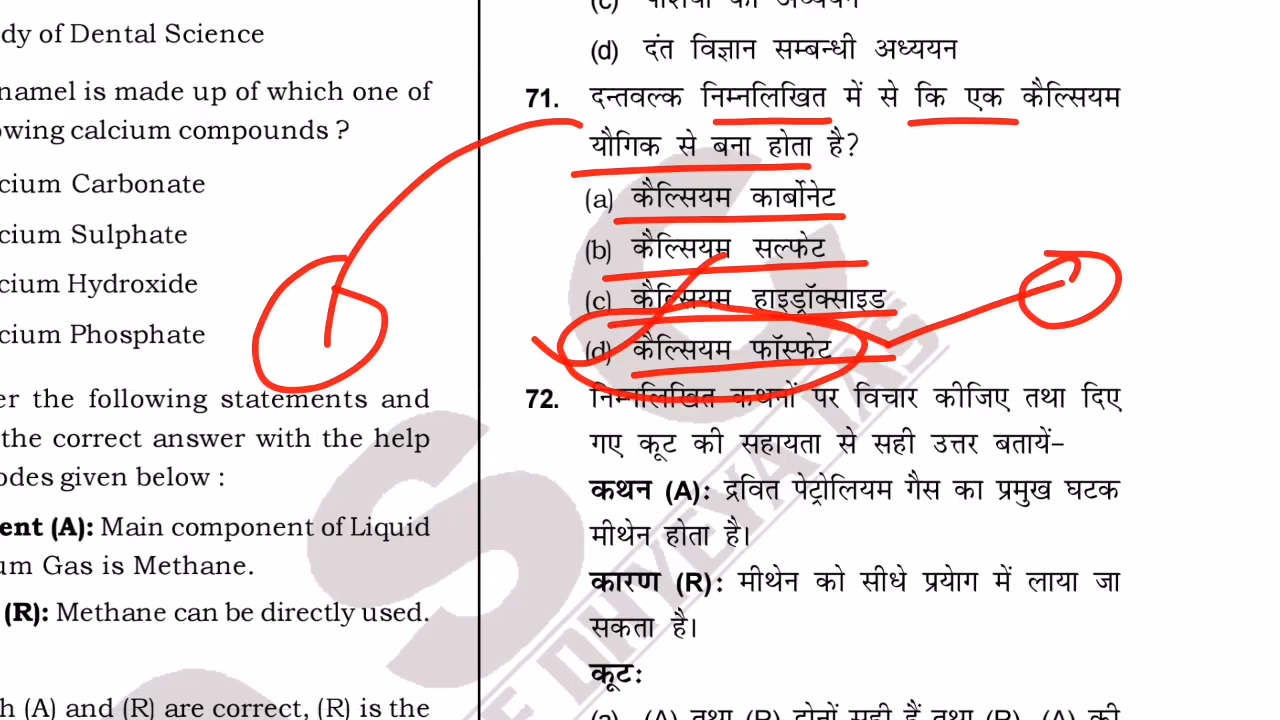 dy of Dental Science
namel is made up of which one of
owing calcium compounds ?
cium Carbonate
cium Sulphate
cium Hydroxide
cium Phosphate
er the following statements and
the correct answer with the help
odes given below :
ent (A): Main component of Liquid
um Gas is Methane.
(R): Methane can be directly used.
h (A) and (R) are correct, (R) is the
(d) दंत विज्ञान सम्बन्धी अध्ययन
71. दन्तवल्क निम्नलिखित में से कि एक कैल्सियम
यौगिक से बना होता है?
(a) कैल्सियम कार्बोनेट
(b) कैल्सियम सल्फेट
(c) कैल्सियम हाइड्रॉक्साइड
(d) कैल्सियम फॉस्फेट
72. निम्नलिखित कथनों पर विचार कीजिए तथा दिए
गए कूट की सहायता से सही उत्तर बतायें–
कथन (A): द्रवित पेट्रोलियम गैस का प्रमुख घटक
मीथेन होता है।
कारण (R): मीथेन को सीधे प्रयोग में लाया जा
सकता है।
कूटः